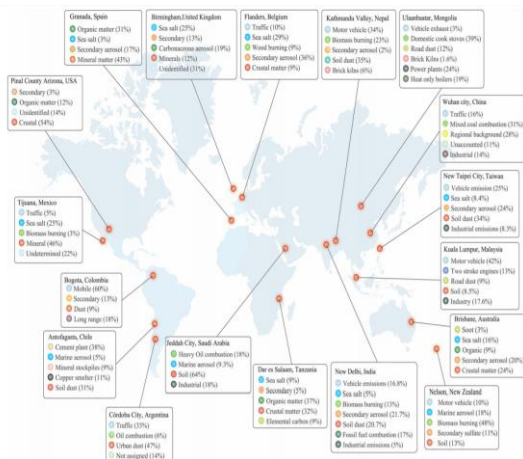 Granada, Spain
Organic matter (31%)
Sea salt (3%)
Secondary aerosol (17%)
Mineral matter (43%)
Birmingham,United Kingdom
Sea salt (25%)
Secondary (13%)
Carbonaceous aerosol (19%)
Minerals (12%)
Unidentified (31%)
Flanders, Belgium
Traffic (10%)
Sea salt (29%)
Wood burning (9%)
Secondary aerosol (36%)
Crustal matter (9%)
Kathmandu Valley, Nepal
Motor vehicle (34%)
Biomass burning (23%)
Secondary aerosol (2%)
Soil dust (35%)
Brick kilns (6%)
Ulaanbaatar, Mongolia
Vehicle exhaust (3%)
Domestic cook stoves (39%)
Road dust (12%)
Brick Kilns (1.6%)
Power plants (24%)
Heat only boilers (19%)
Pinal County Arizona, USA
Secondary (3%)
Organic matter (12%)
Unidentified (14%)
Crustal (54%)
Wuhan city, China
Traffic (16%)
Mixed coal combustion (31%)
Regional background (28%)
Unaccounted (11%)
Industrial (14%)
New Taipei City, Taiwan
Vehicle emission (25%)
Sea salt (8.4%)
Secondary aerosol (24%)
Soil dust (34%)
Industrial emissions (8.3%)
Tijuana, Mexico
Traffic (5%)
Sea salt (25%)
Biomass burning (3%)
Mineral (46%)
Undetermined (22%)
Kuala Lumpur, Malaysia
Motor vehicle (42%)
Two stroke engines (13%)
Road dust (9%)
Soil (8.5%)
Industry (17.6%)
Bogota, Colombia
Mobile (60%)
Secondary (13%)
Dust (9%)
Long range (18%)
Brisbane, Australia
Soot (3%)
Sea salt (16%)
Organic (9%)
Secondary aerosol (20%)
Crustal matter (24%)
Antofagasta, Chile
Cement plant (38%)
Marine aerosol (5%)
Mineral stockpiles (9%)
Copper smelter (11%)
Soil dust (31%)
Jeddah City, Saudi Arabia
Heavy Oil combustion (18%)
Marine aerosol (9.3%)
Soil (64%)
Industrial (18%)
Dar es Salaam, Tanzania
Sea salt (9%)
Secondary (5%)
Organic matter (37%)
Crustal matter (32%)
Elemental carbon (9%)
New Delhi, India
Vehicle emissions (16.8%)
Sea salt (5%)
Biomass burning (13%)
Secondary aerosol (21.7%)
Soil dust (20.7%)
Fossil fuel combustion (17%)
Industrial emissions (5%)
Nelson, New Zealand
Motor vehicle (10%)
Marine aerosol (18%)
Biomass burning (48%)
Secondary sulfate (11%)
Soil (13%)
Córdoba City, Argentina
Traffic (33%)
Oil combustion (6%)
Urban dust (47%)
Not assigned (14%)